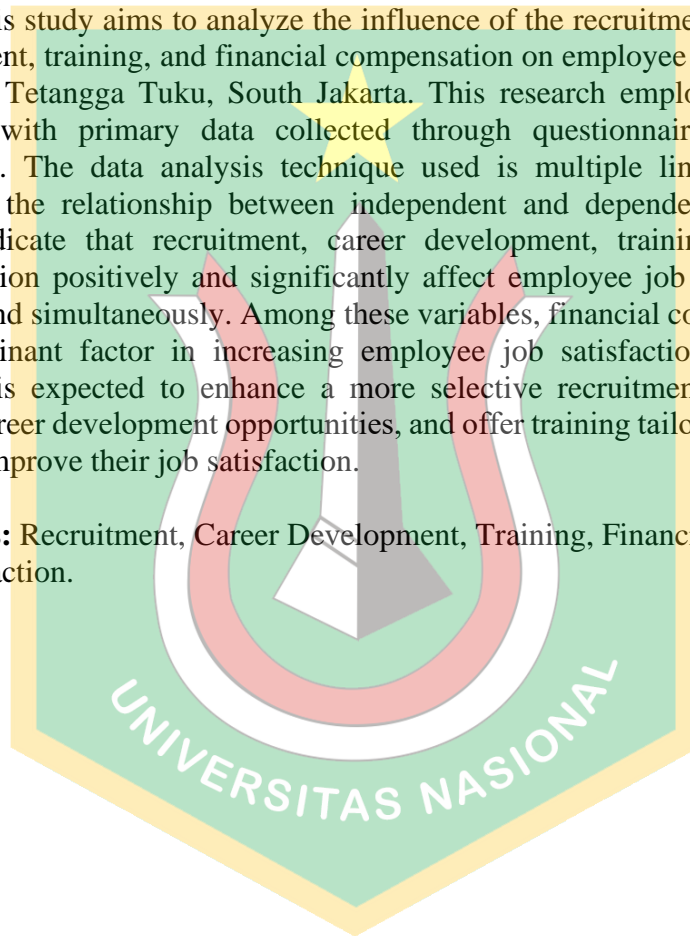 is study aims to analyze the influence of the recruitme
ent, training, and financial compensation on employee
Tetangga Tuku, South Jakarta. This research emplo
with primary data collected through questionnair
. The data analysis technique used is multiple lin
the relationship between independent and depende
dicate that recruitment, career development, trainin
ion positively and significantly affect employee job
nd simultaneously. Among these variables, financial co
inant factor in increasing employee job satisfactio
is expected to enhance a more selective recruitmen
reer development opportunities, and offer training tailo
mprove their job satisfaction.
: Recruitment, Career Development, Training, Financi
action.
UNIVERSITAS NASIONAL